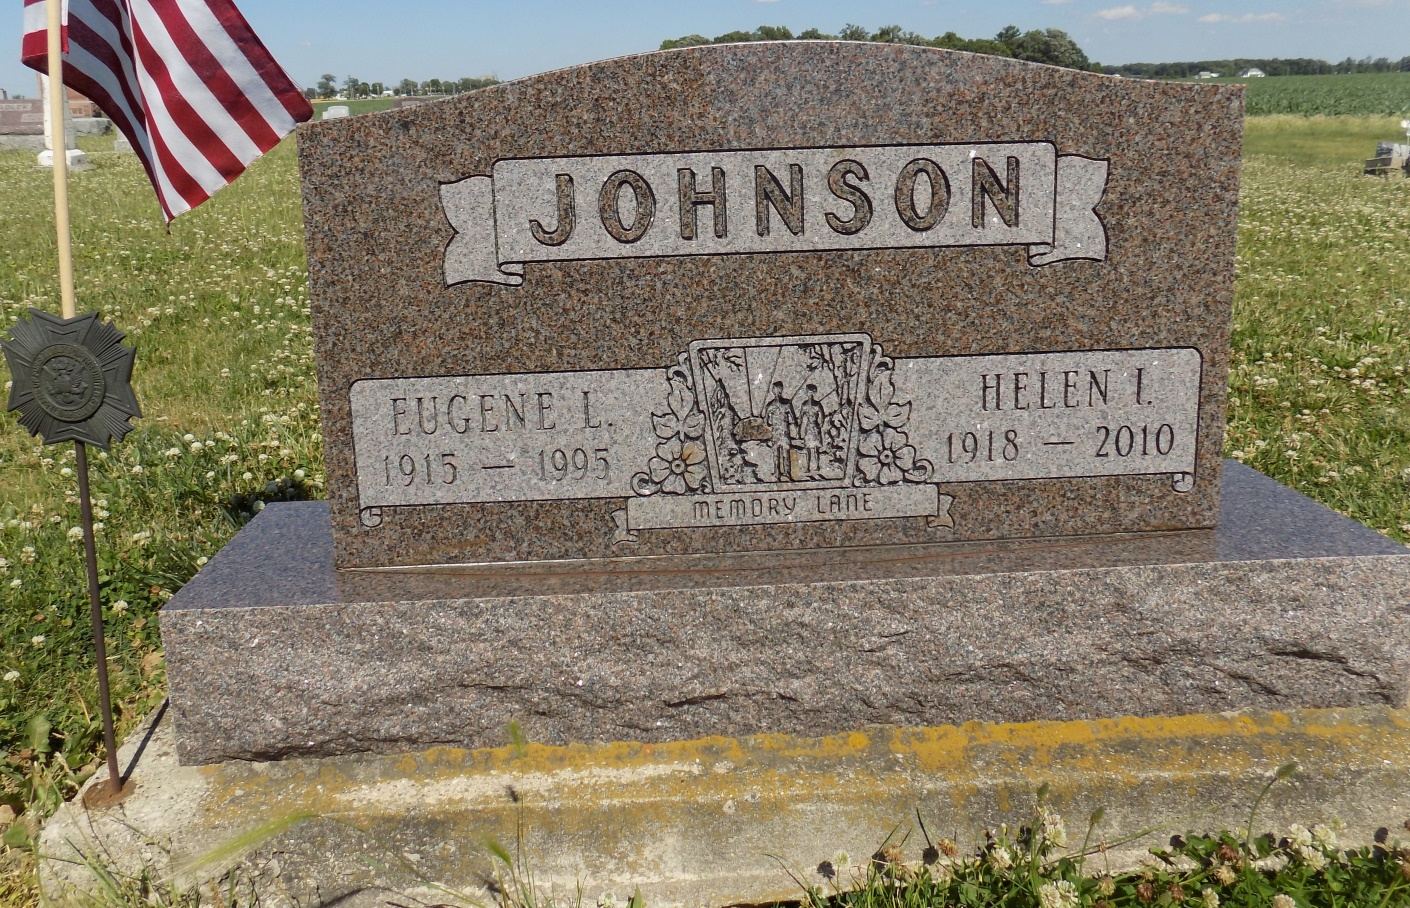 JOHNSON
EUGENE L.
1915 — 1995
HELEN I.
1918 — 2010
MEMORY LANE